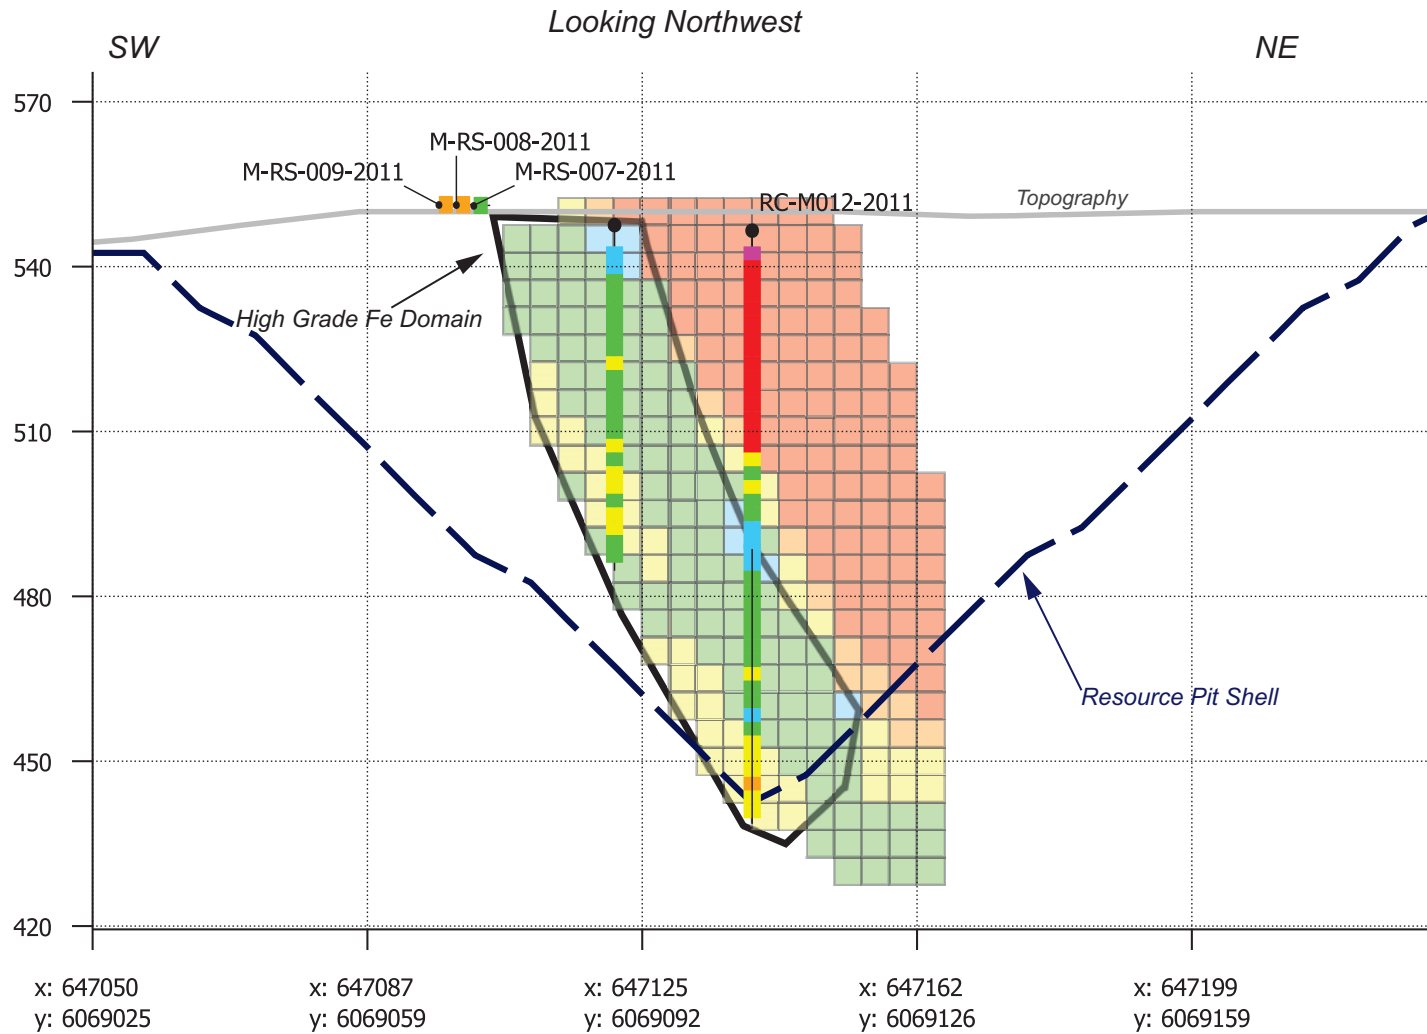 Looking Northwest
SW
NE
570
M-RS-008-2011
M-RS-009-2011
M-RS-007-2011
RC-M012-2011
Topography
540
High Grade Fe Domain
510
480
Resource Pit Shell
450
420
x: 647050
y: 6069025
x: 647087
y: 6069059
x: 647125
y: 6069092
x: 647162
y: 6069126
x: 647199
y: 6069159